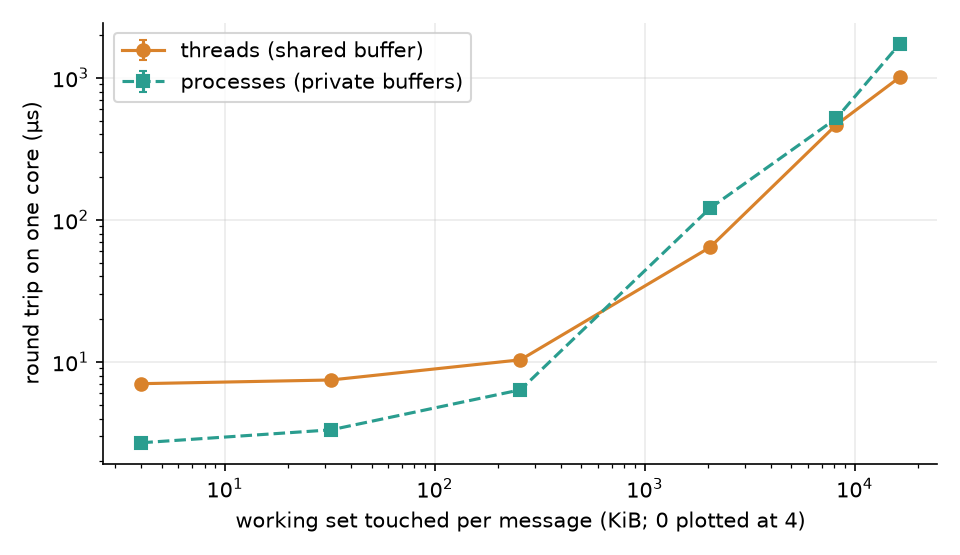 threads (shared buffer)
processes (private buffers)
10³
10²
10¹
round trip on one core (µs)
10¹
10²
10³
10⁴
working set touched per message (KiB; 0 plotted at 4)